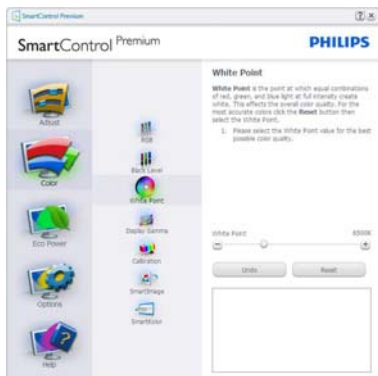 SmartControl Premium
SmartControl Premium
PHILIPS
Adjust
Color
Eco Power
Options
Help
RGB
Black Level
White Point
Display Gamma
Calibration
SmartImage
SmartKolor
White Point
White Point is the point at which equal combinations
of red, green, and blue light at full intensity create
white. This effects the overall color quality. For the
most accurate colors click the Reset button then
select the White Point.
1. Please select the White Point value for the best
possible color quality.
White Point 6500K
Undo Reset